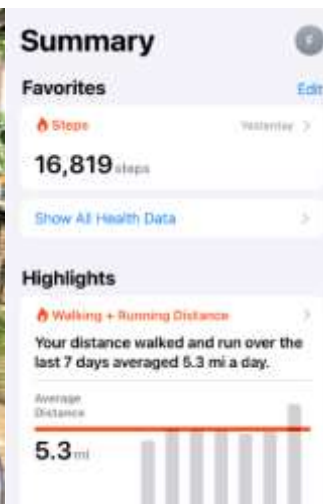 Summary
Favorites
Edit
Steps
Yesterday
16,819 steps
Show All Health Data
Highlights
Walking + Running Distance
Your distance walked and run over the
last 7 days averaged 5.3 mi a day.
Average
Distance
5.3 mi